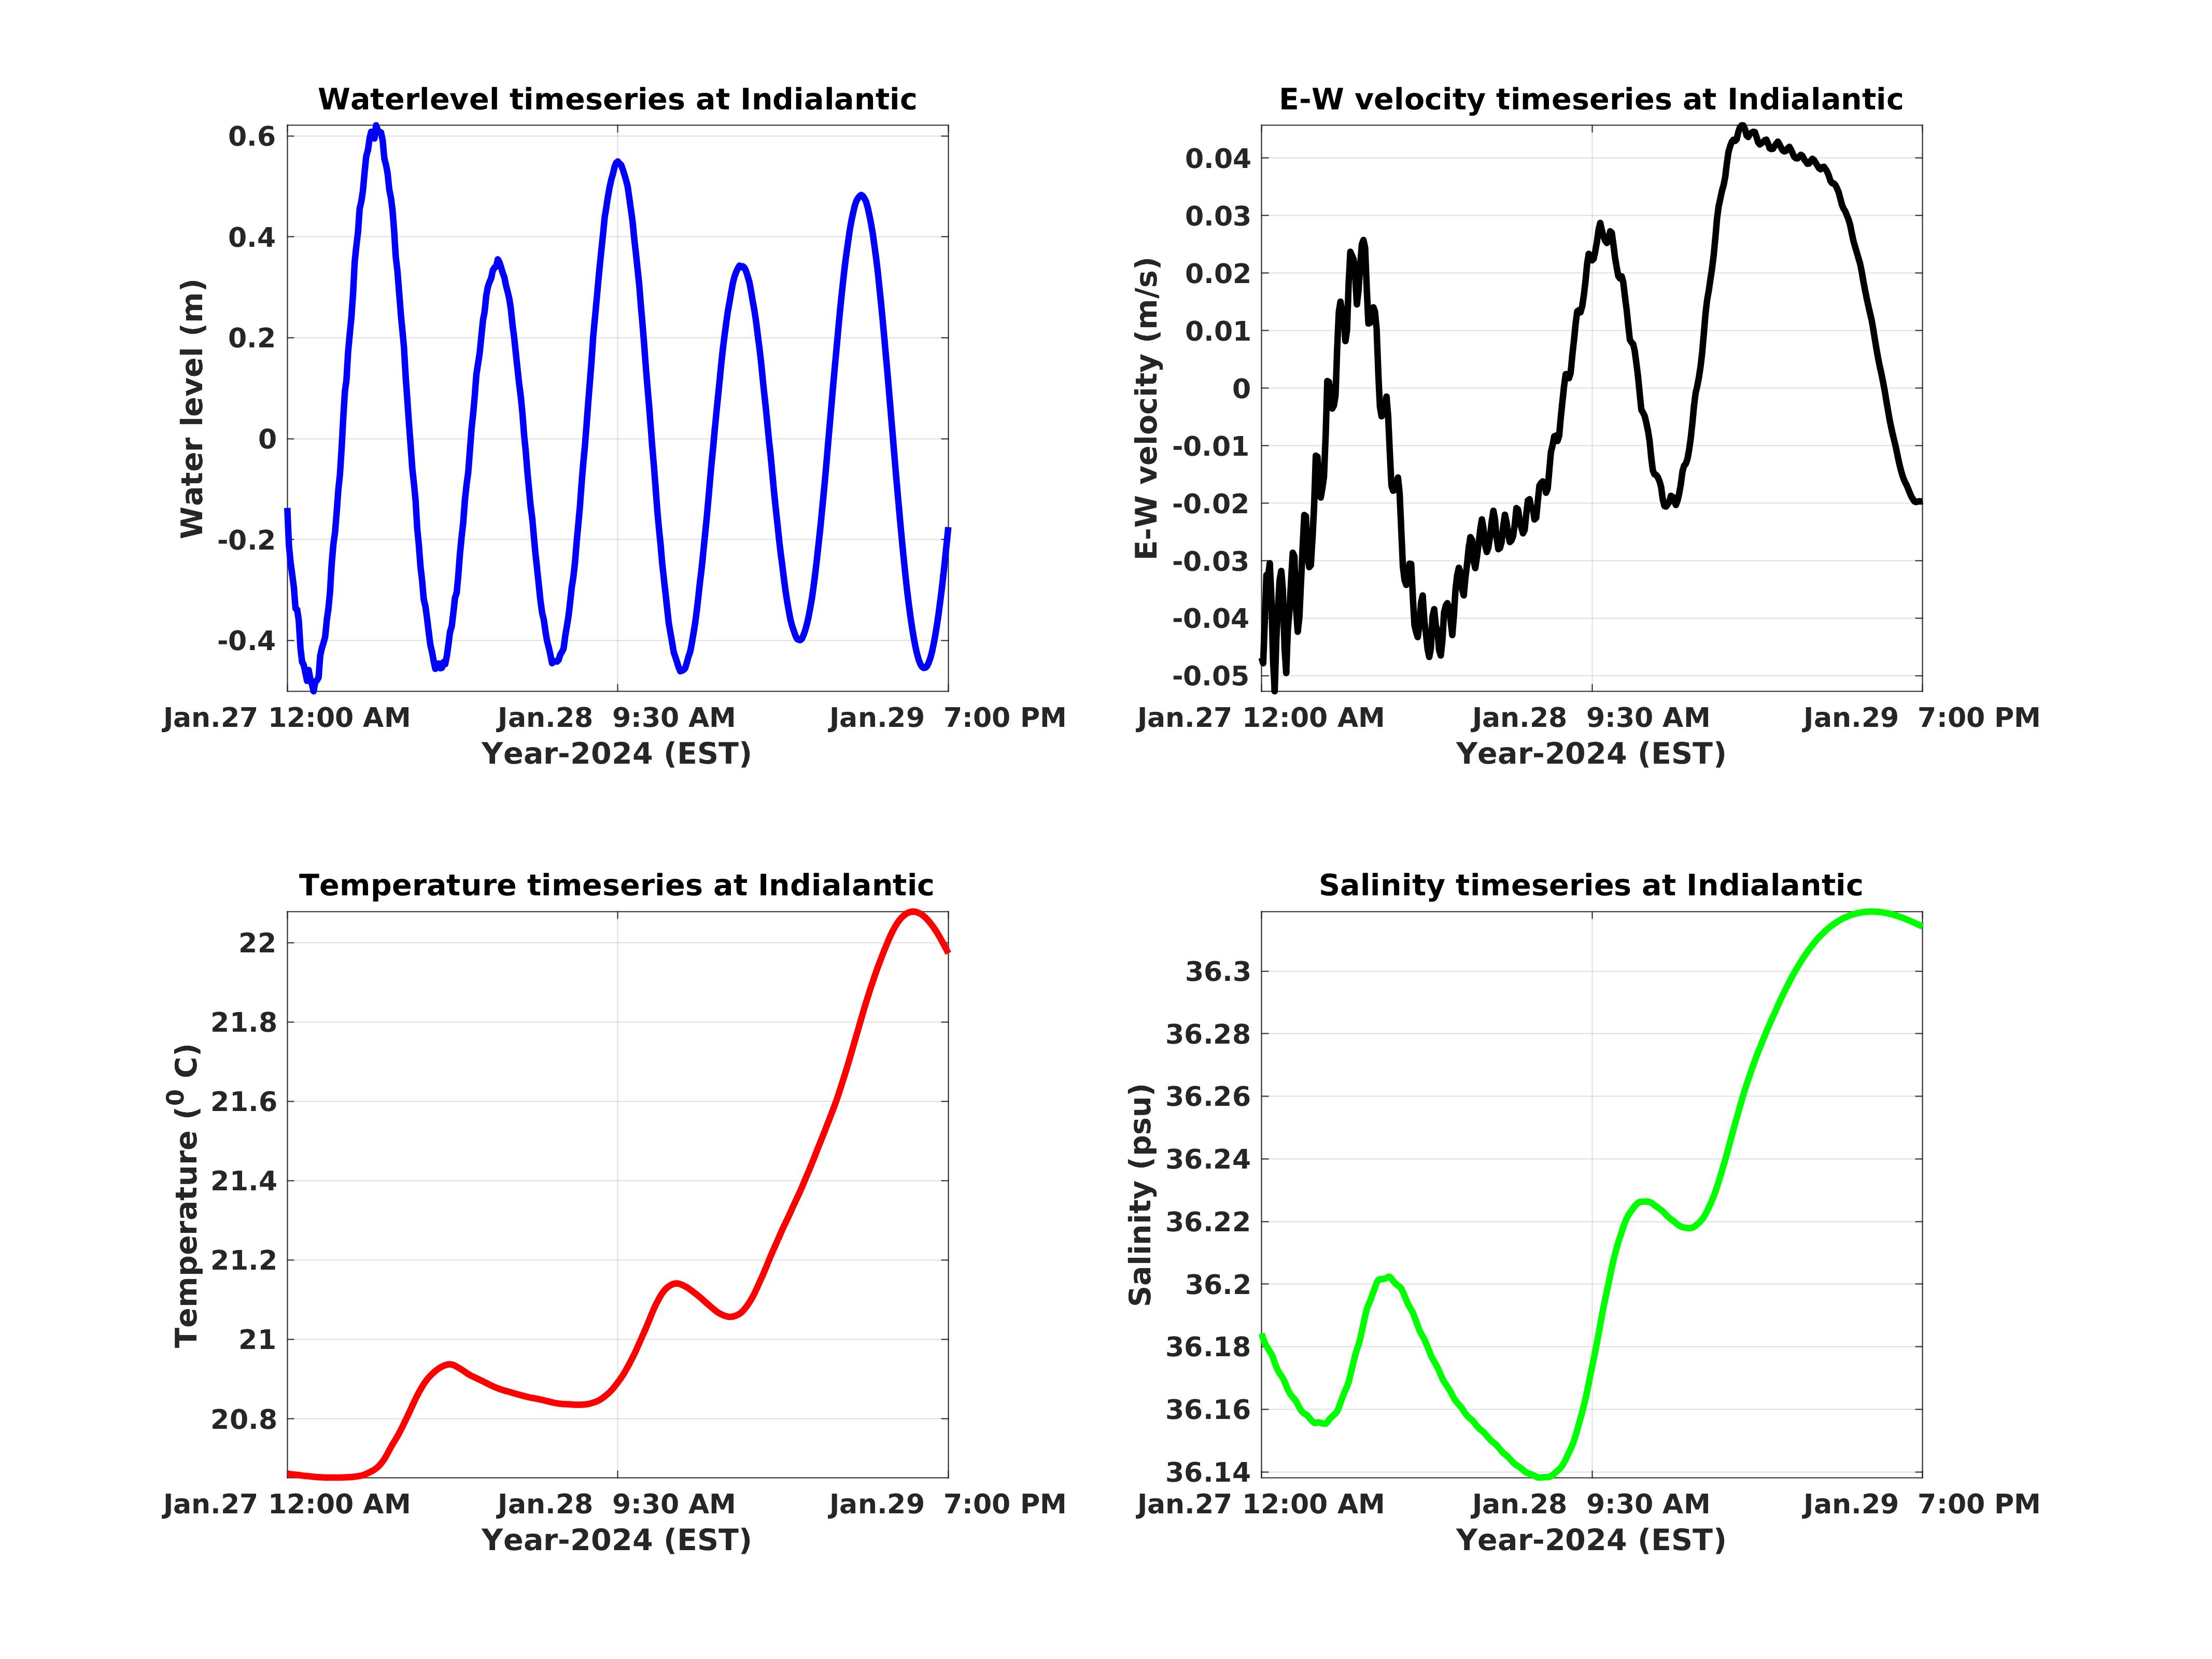 Waterlevel timeseries at Indialantic
0.6
0.4
0.2
0
-0.2
-0.4
Water level (m)
Jan.27 12:00 AM
Jan.28 9:30 AM
Jan.29 7:00 PM
Year-2024 (EST)
E-W velocity timeseries at Indialantic
0.04
0.03
0.02
0.01
0
-0.01
-0.02
-0.03
-0.04
-0.05
E-W velocity (m/s)
Jan.27 12:00 AM
Jan.28 9:30 AM
Jan.29 7:00 PM
Year-2024 (EST)
Temperature timeseries at Indialantic
22
21.8
21.6
21.4
21.2
21
20.8
Temperature (⁰ C)
Jan.27 12:00 AM
Jan.28 9:30 AM
Jan.29 7:00 PM
Year-2024 (EST)
Salinity timeseries at Indialantic
36.3
36.28
36.26
36.24
36.22
36.2
36.18
36.16
36.14
Salinity (psu)
Jan.27 12:00 AM
Jan.28 9:30 AM
Jan.29 7:00 PM
Year-2024 (EST)